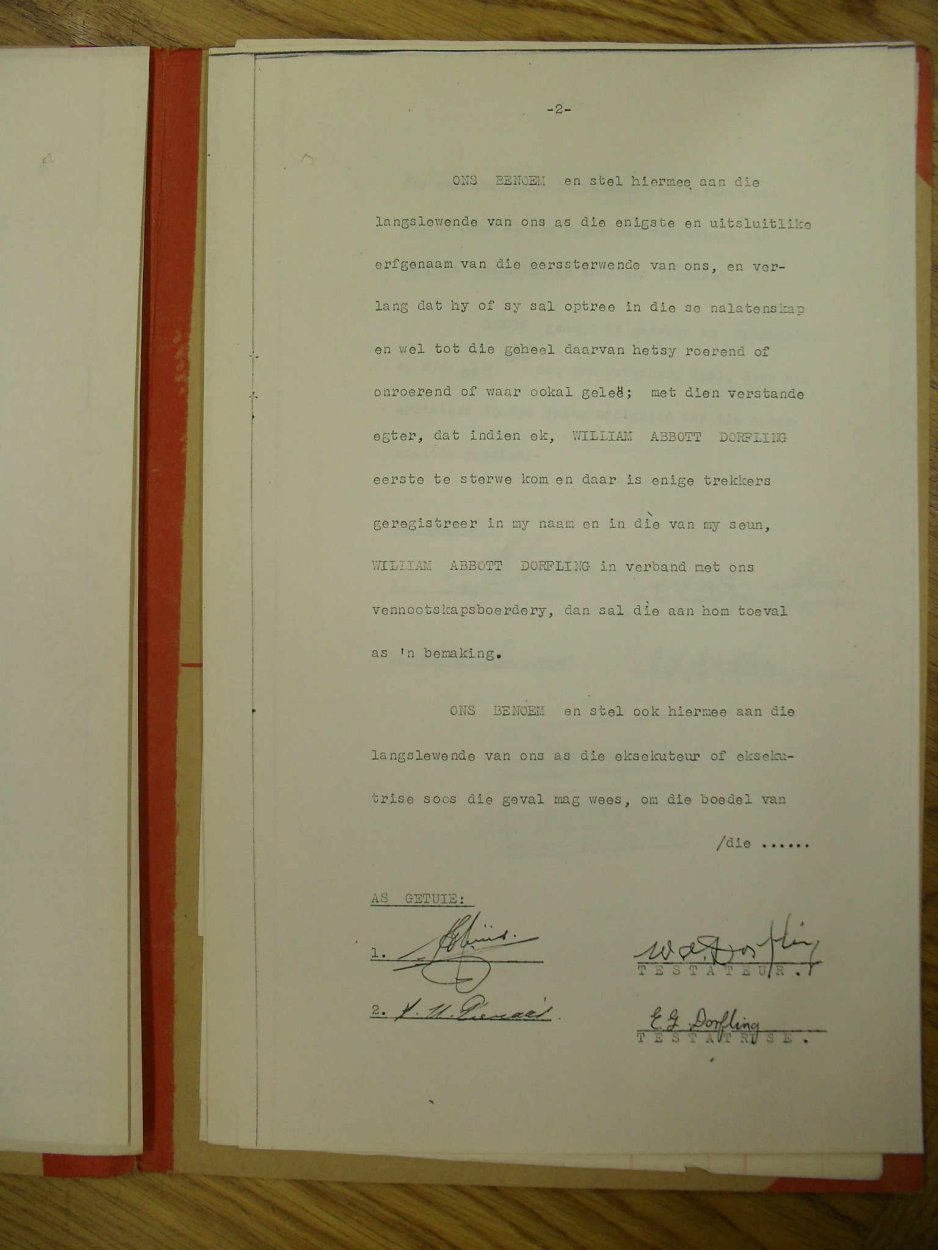 -2-
ONS BENOEM en stel hiermee aan die
langslewende van ons as die enigste en uitsluitlike
erfgenaam van die eerssterwende van ons, en ver-
lang dat hy of sy sal optree in die se nalatenskap
en wel tot die geheel daarvan hetsy roerend of
onroerend of waar ookal geleë; met dien verstande
egter, dat indien ek, WILLIAM ABBOTT DORFLING
eerste te sterwe kom en daar is enige trekkers
geregistreer in my naam en in diè van my seun,
WILLIAM ABBOTT DORFLING in verband met ons
vennootskapsboerdery, dan sal diè aan hom toeval
as 'n bemaking.
ONS BENOEM en stel ook hiermee aan die
langslewende van ons as die eksekuteur of ekseku-
trise soos die geval mag wees, om die boedel van
/die ......
AS GETUIE:
1.
W.A. Dorfling
TESTATEUR.
2.
E G Dorfling
TESTATRISE.